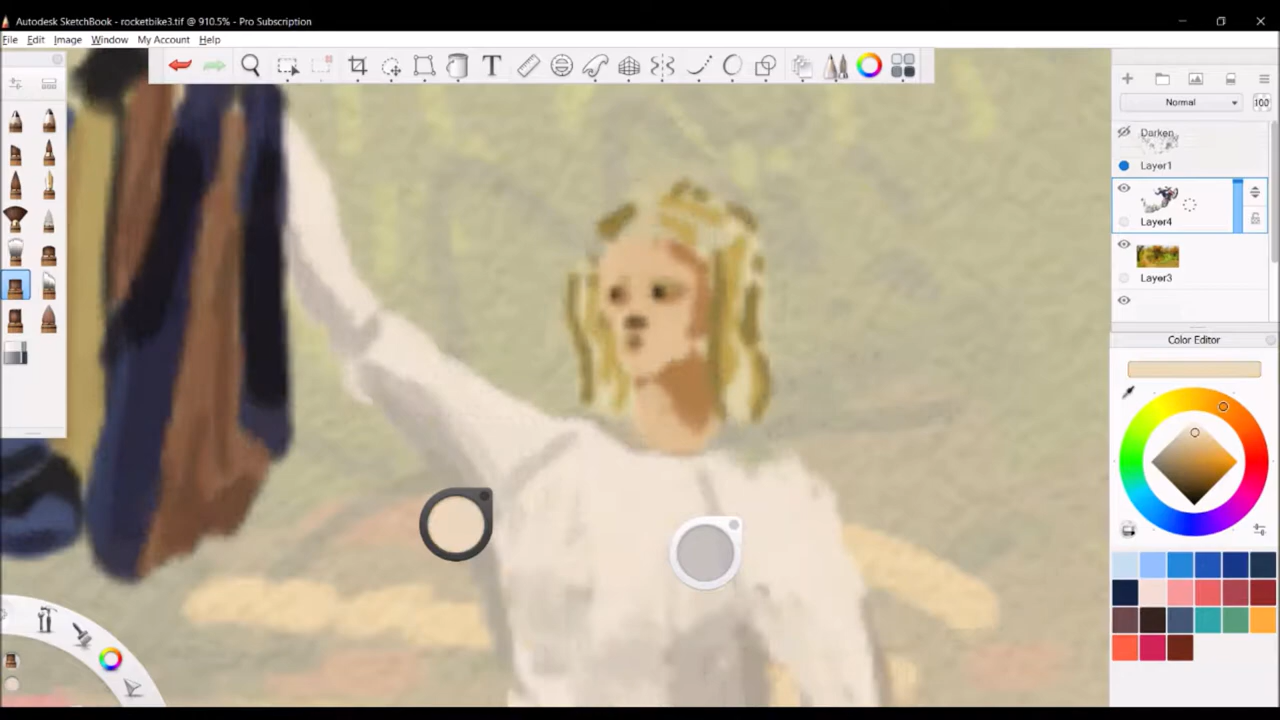 Autodesk SketchBook - rocketbike3.tif @ 910.5% - Pro Subscription
File Edit Image Window My Account Help
T
Normal 100
Darken
Layer1
Layer4
Layer3
Color Editor